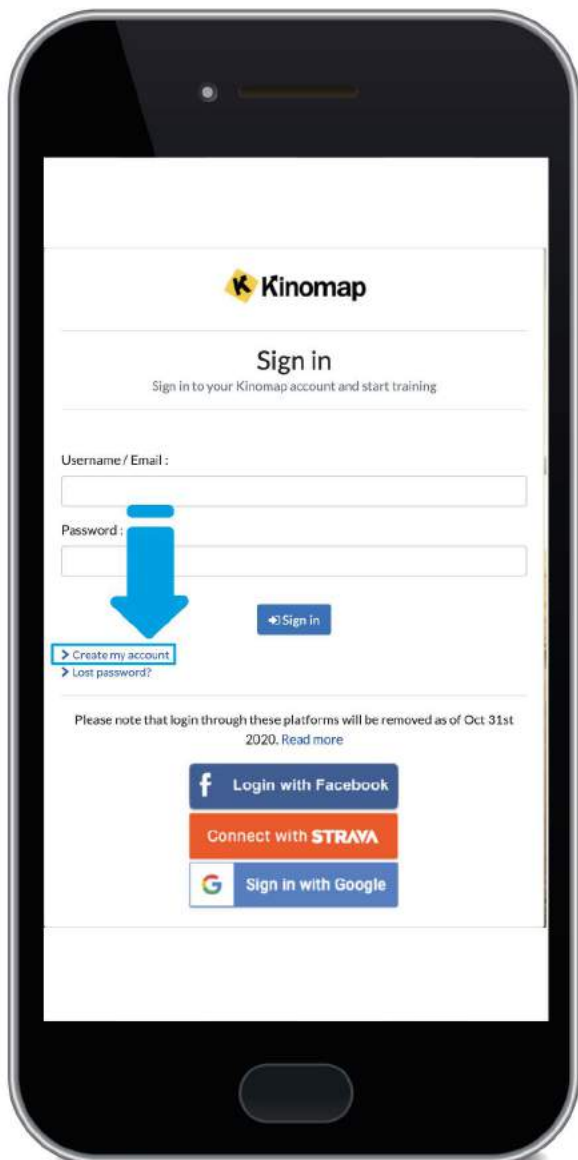 Kinomap
Sign in
Sign in to your Kinomap account and start training
Username / Email :
Password :
Sign in
> Create my account
> Lost password?
Please note that login through these platforms will be removed as of Oct 31st
2020. Read more
f Login with Facebook
Connect with STRAVA
G Sign in with Google